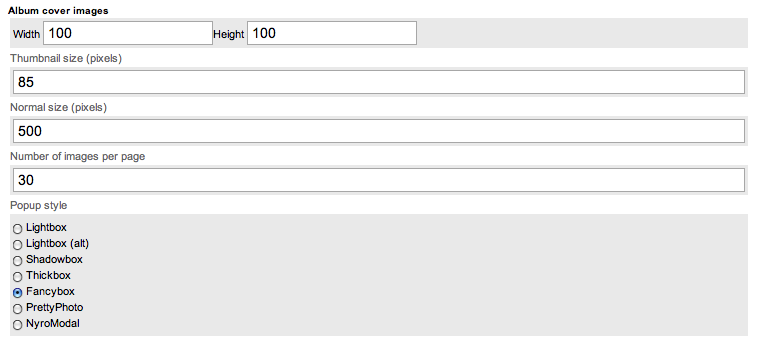 Album cover images
Width 100 Height 100
Thumbnail size (pixels)
85
Normal size (pixels)
500
Number of images per page
30
Popup style
Lightbox
Lightbox (alt)
Shadowbox
Thickbox
Fancybox
PrettyPhoto
NyroModal